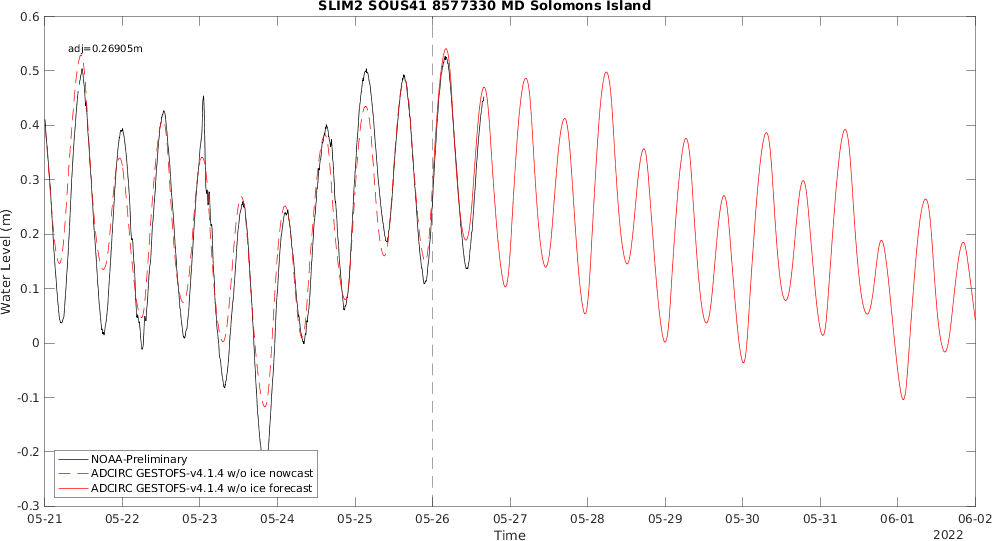 SLIM2 SOUS41 8577330 MD Solomons Island
adj=0.26905m
0.6
0.5
0.4
0.3
0.2
0.1
0
-0.1
-0.2
-0.3
Water Level (m)
NOAA-Preliminary
ADCIRC GESTOFS-v4.1.4 w/o ice nowcast
ADCIRC GESTOFS-v4.1.4 w/o ice forecast
05-21 05-22 05-23 05-24 05-25 05-26 05-27 05-28 05-29 05-30 05-31 06-01 06-02
Time 2022